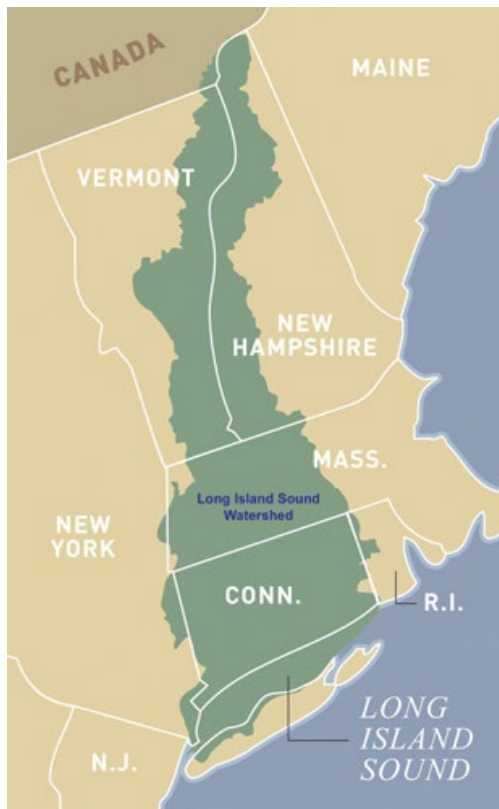 CANADA
MAINE
VERMONT
NEW
HAMPSHIRE
MASS.
Long Island Sound
Watershed
NEW
YORK
CONN.
R.I.
LONG
ISLAND
SOUND
N.J.